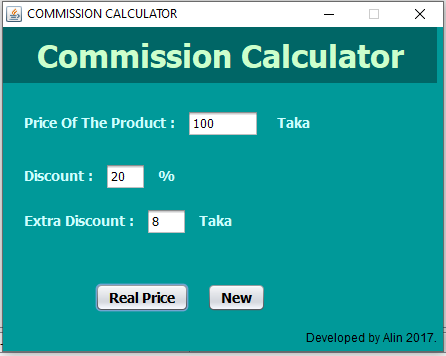 COMMISSION CALCULATOR
Commission Calculator
Price Of The Product : 100 Taka
Discount : 20 %
Extra Discount : 8 Taka
Real Price New
Developed by Alin 2017.